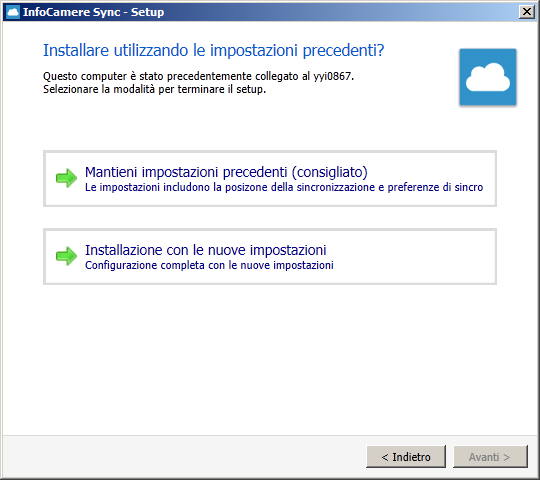 InfoCamere Sync - Setup
Installare utilizzando le impostazioni precedenti?
Questo computer è stato precedentemente collegato al yyi0867.
Selezionare la modalità per terminare il setup.
Mantieni impostazioni precedenti (consigliato)
Le impostazioni includono la posizone della sincronizzazione e preferenze di sincro
Installazione con le nuove impostazioni
Configurazione completa con le nuove impostazioni
< Indietro
Avanti >